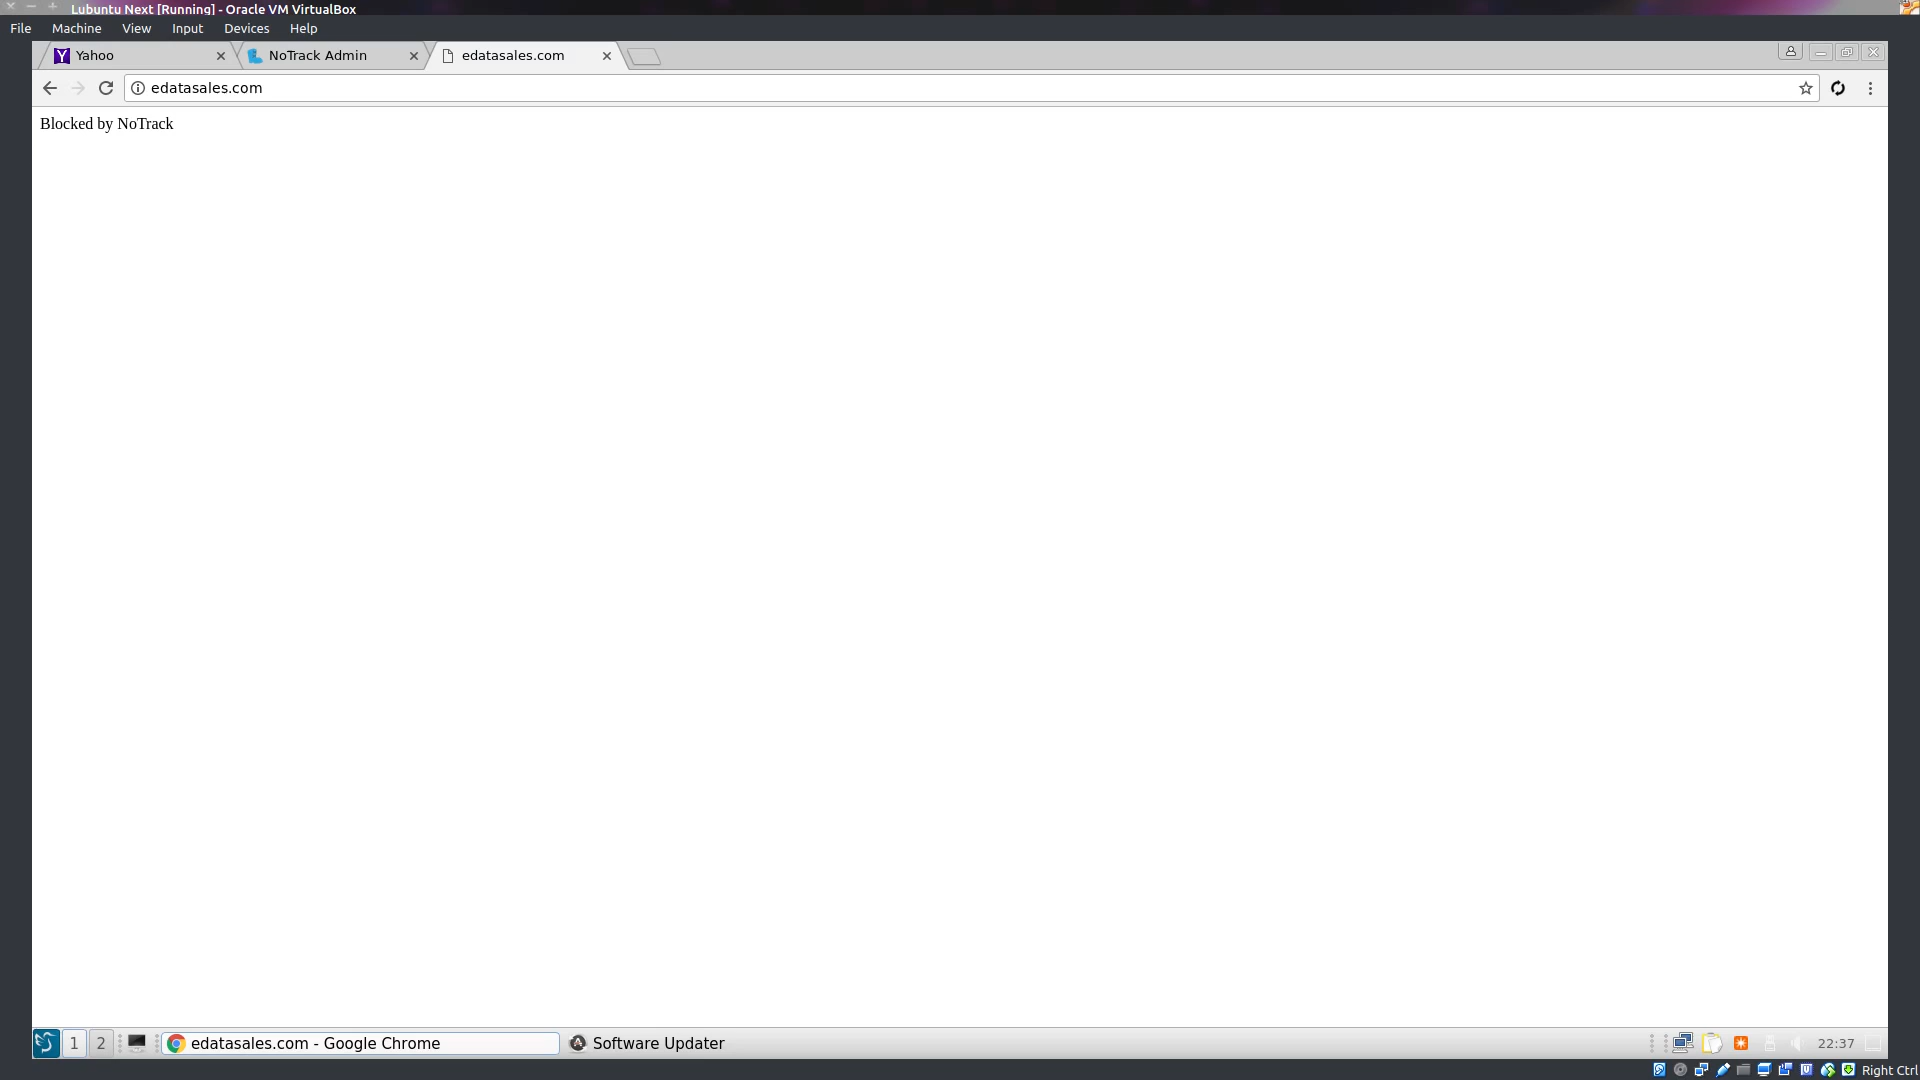 Lubuntu Next [Running] - Oracle VM VirtualBox
File Machine View Input Devices Help
Yahoo NoTrack Admin edatasales.com
edatasales.com
Blocked by NoTrack
1 2 edatasales.com - Google Chrome Software Updater 22:37
Right Ctrl